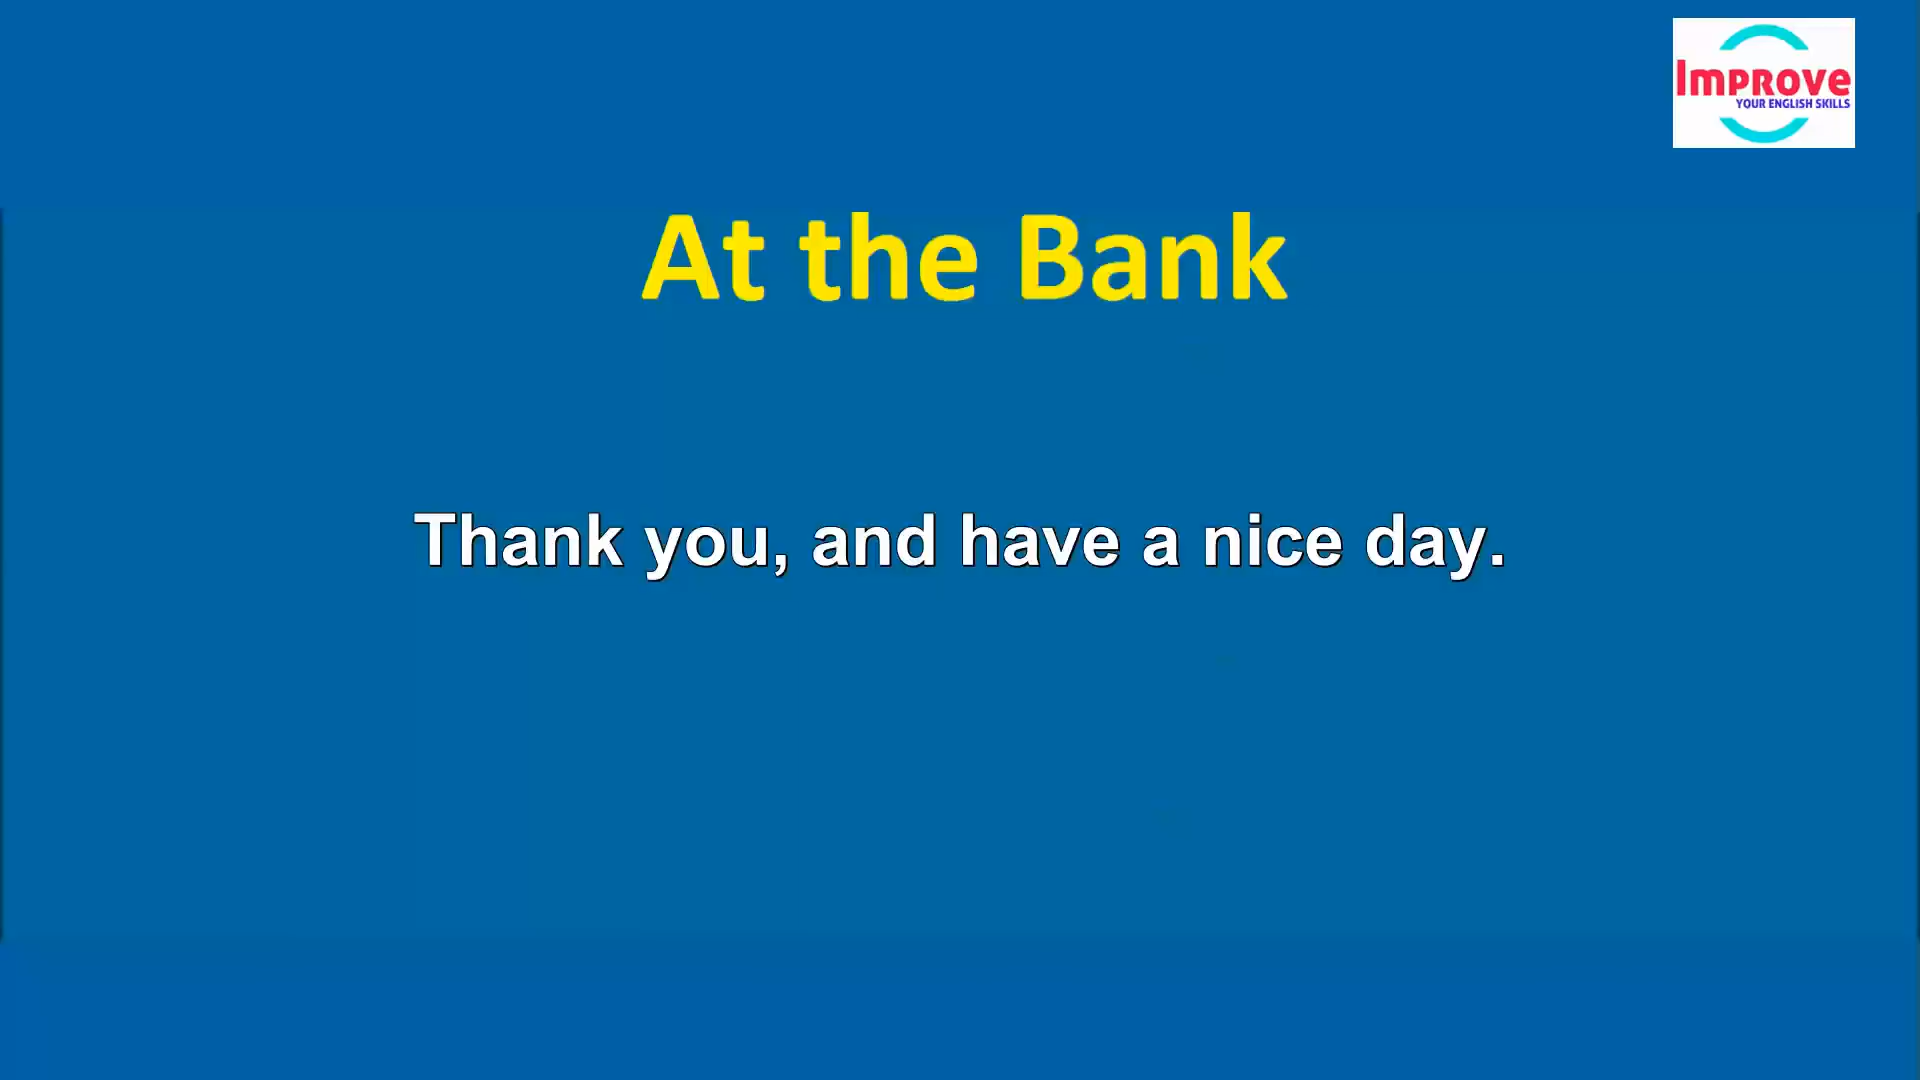 Improve
YOUR ENGLISH SKILLS
At the Bank
Thank you, and have a nice day.